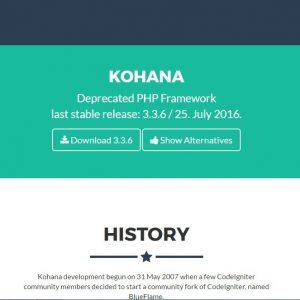 KOHANA
Deprecated PHP Framework
last stable release: 3.3.6 / 25. July 2016.
Download 3.3.6
Show Alternatives
HISTORY
Kohana development begun on 31 May 2007 when a few CodeIgniter
community members decided to start a community fork of CodeIgniter, named
BlueFlame.